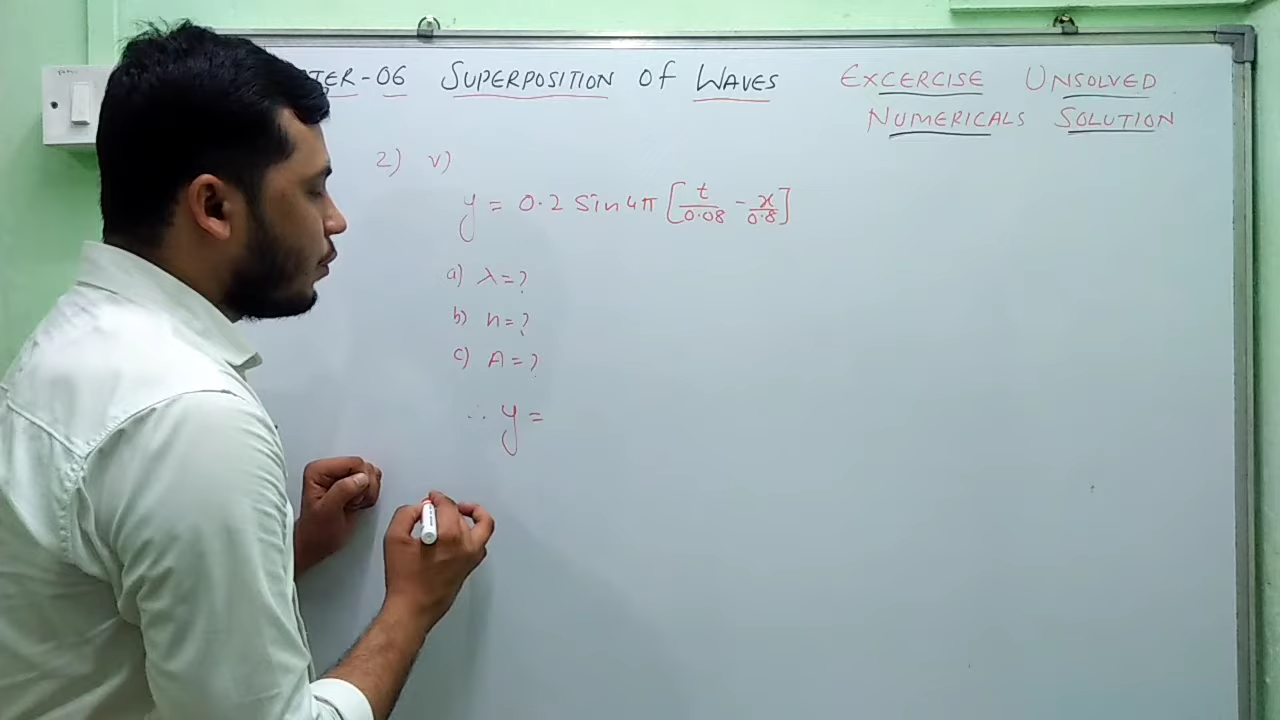 TER-06 SUPERPOSITION OF WAVES EXCERCISE UNSOLVED
NUMERICALS SOLUTION
2) v)
y = 0.2 sin 4π [t/0.08 - x/0.8]
a) λ = ?
b) n = ?
c) A = ?
∴ y =